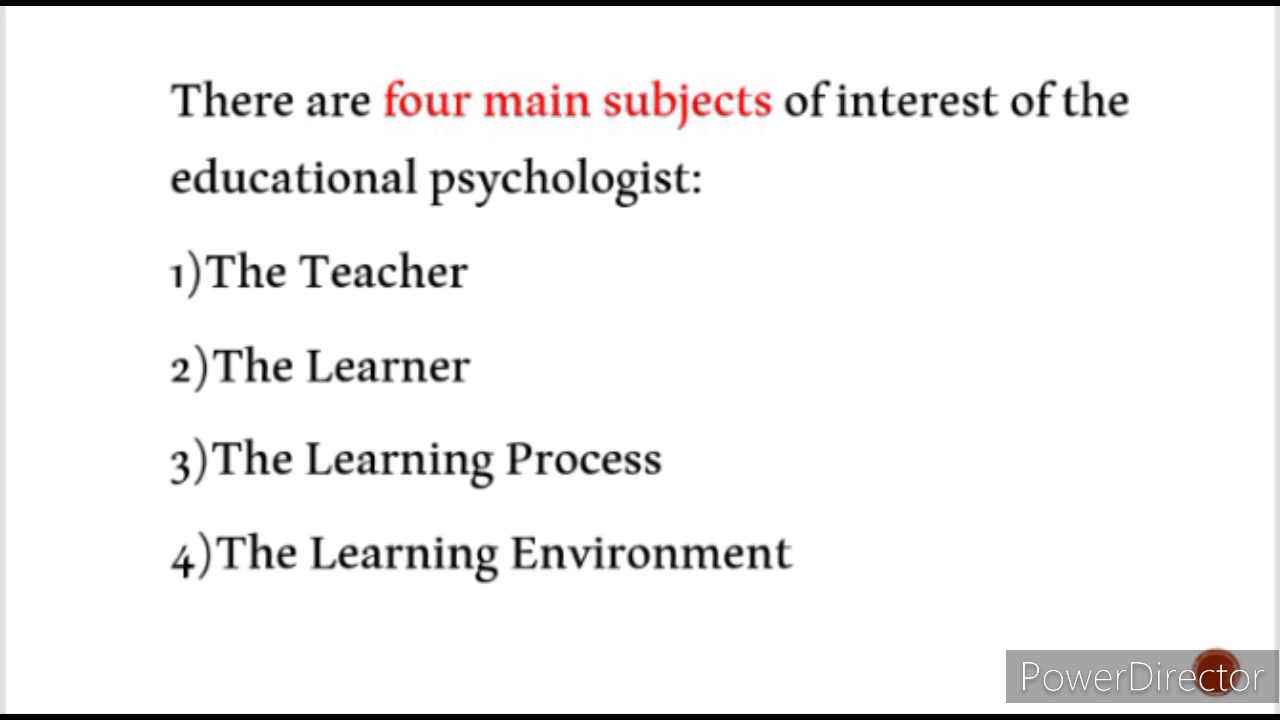 There are four main subjects of interest of the
educational psychologist:
1)The Teacher
2)The Learner
3)The Learning Process
4)The Learning Environment
PowerDirector